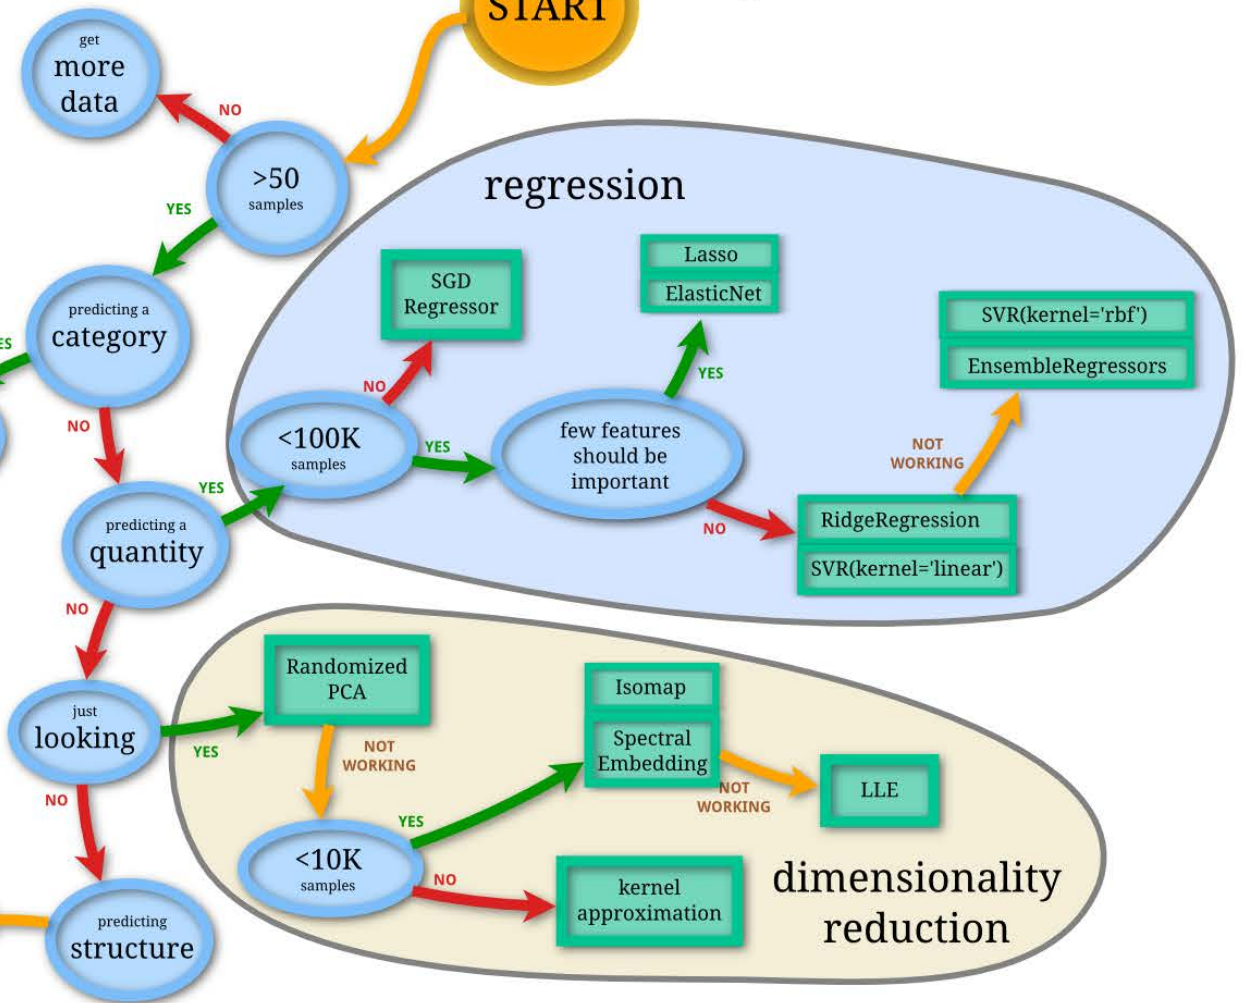 START
get
more
data
NO
>50
samples
YES
regression
predicting a
category
NO
SGD
Regressor
NO
Lasso
ElasticNet
YES
SVR(kernel='rbf')
EnsembleRegressors
<100K
samples
YES
few features
should be
important
NOT
WORKING
NO
RidgeRegression
SVR(kernel='linear')
YES
predicting a
quantity
NO
just
looking
YES
NO
Randomized
PCA
NOT
WORKING
Isomap
Spectral
Embedding
NOT
WORKING
LLE
YES
<10K
samples
NO
kernel
approximation
dimensionality
reduction
predicting
structure